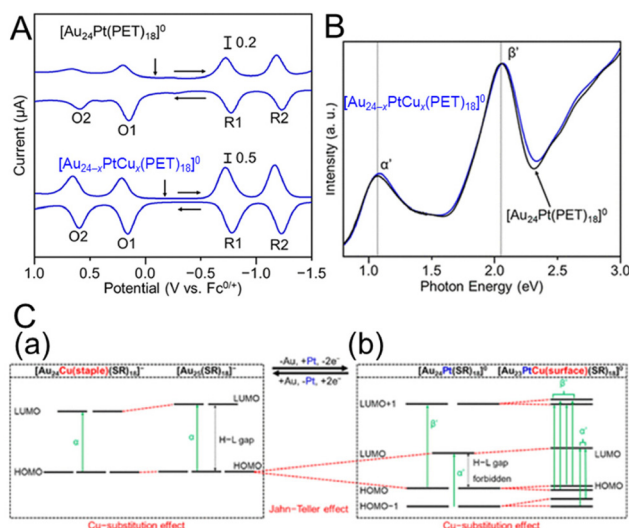 A
[Au24Pt(PET)18]0
0.2
O2 O1 R1 R2
[Au24-xPtCux(PET)18]0
0.5
O2 O1 R1 R2
Current (μA)
1.0 0.5 0.0 -0.5 -1.0 -1.5
Potential (V vs. Fc0/+)
B
β'
[Au24-xPtCux(PET)18]0
α'
[Au24Pt(PET)18]0
Intensity (a. u.)
1.0 1.5 2.0 2.5 3.0
Photon Energy (eV)
C
(a) (b)
[Au24Cu(staple)(SR)18]- [Au25(SR)18]-
-Au, +Pt, -2e-
+Au, -Pt, +2e-
[Au24Pt(SR)18]0 [Au23PtCu(surface)(SR)18]0
LUMO LUMO
α α H-L gap
HOMO HOMO
Cu-substitution effect
Jahn-Teller effect
LUMO+1
β' β'
LUMO LUMO
α' H-L gap
forbidden
α'
HOMO HOMO
HOMO-1
Cu-substitution effect